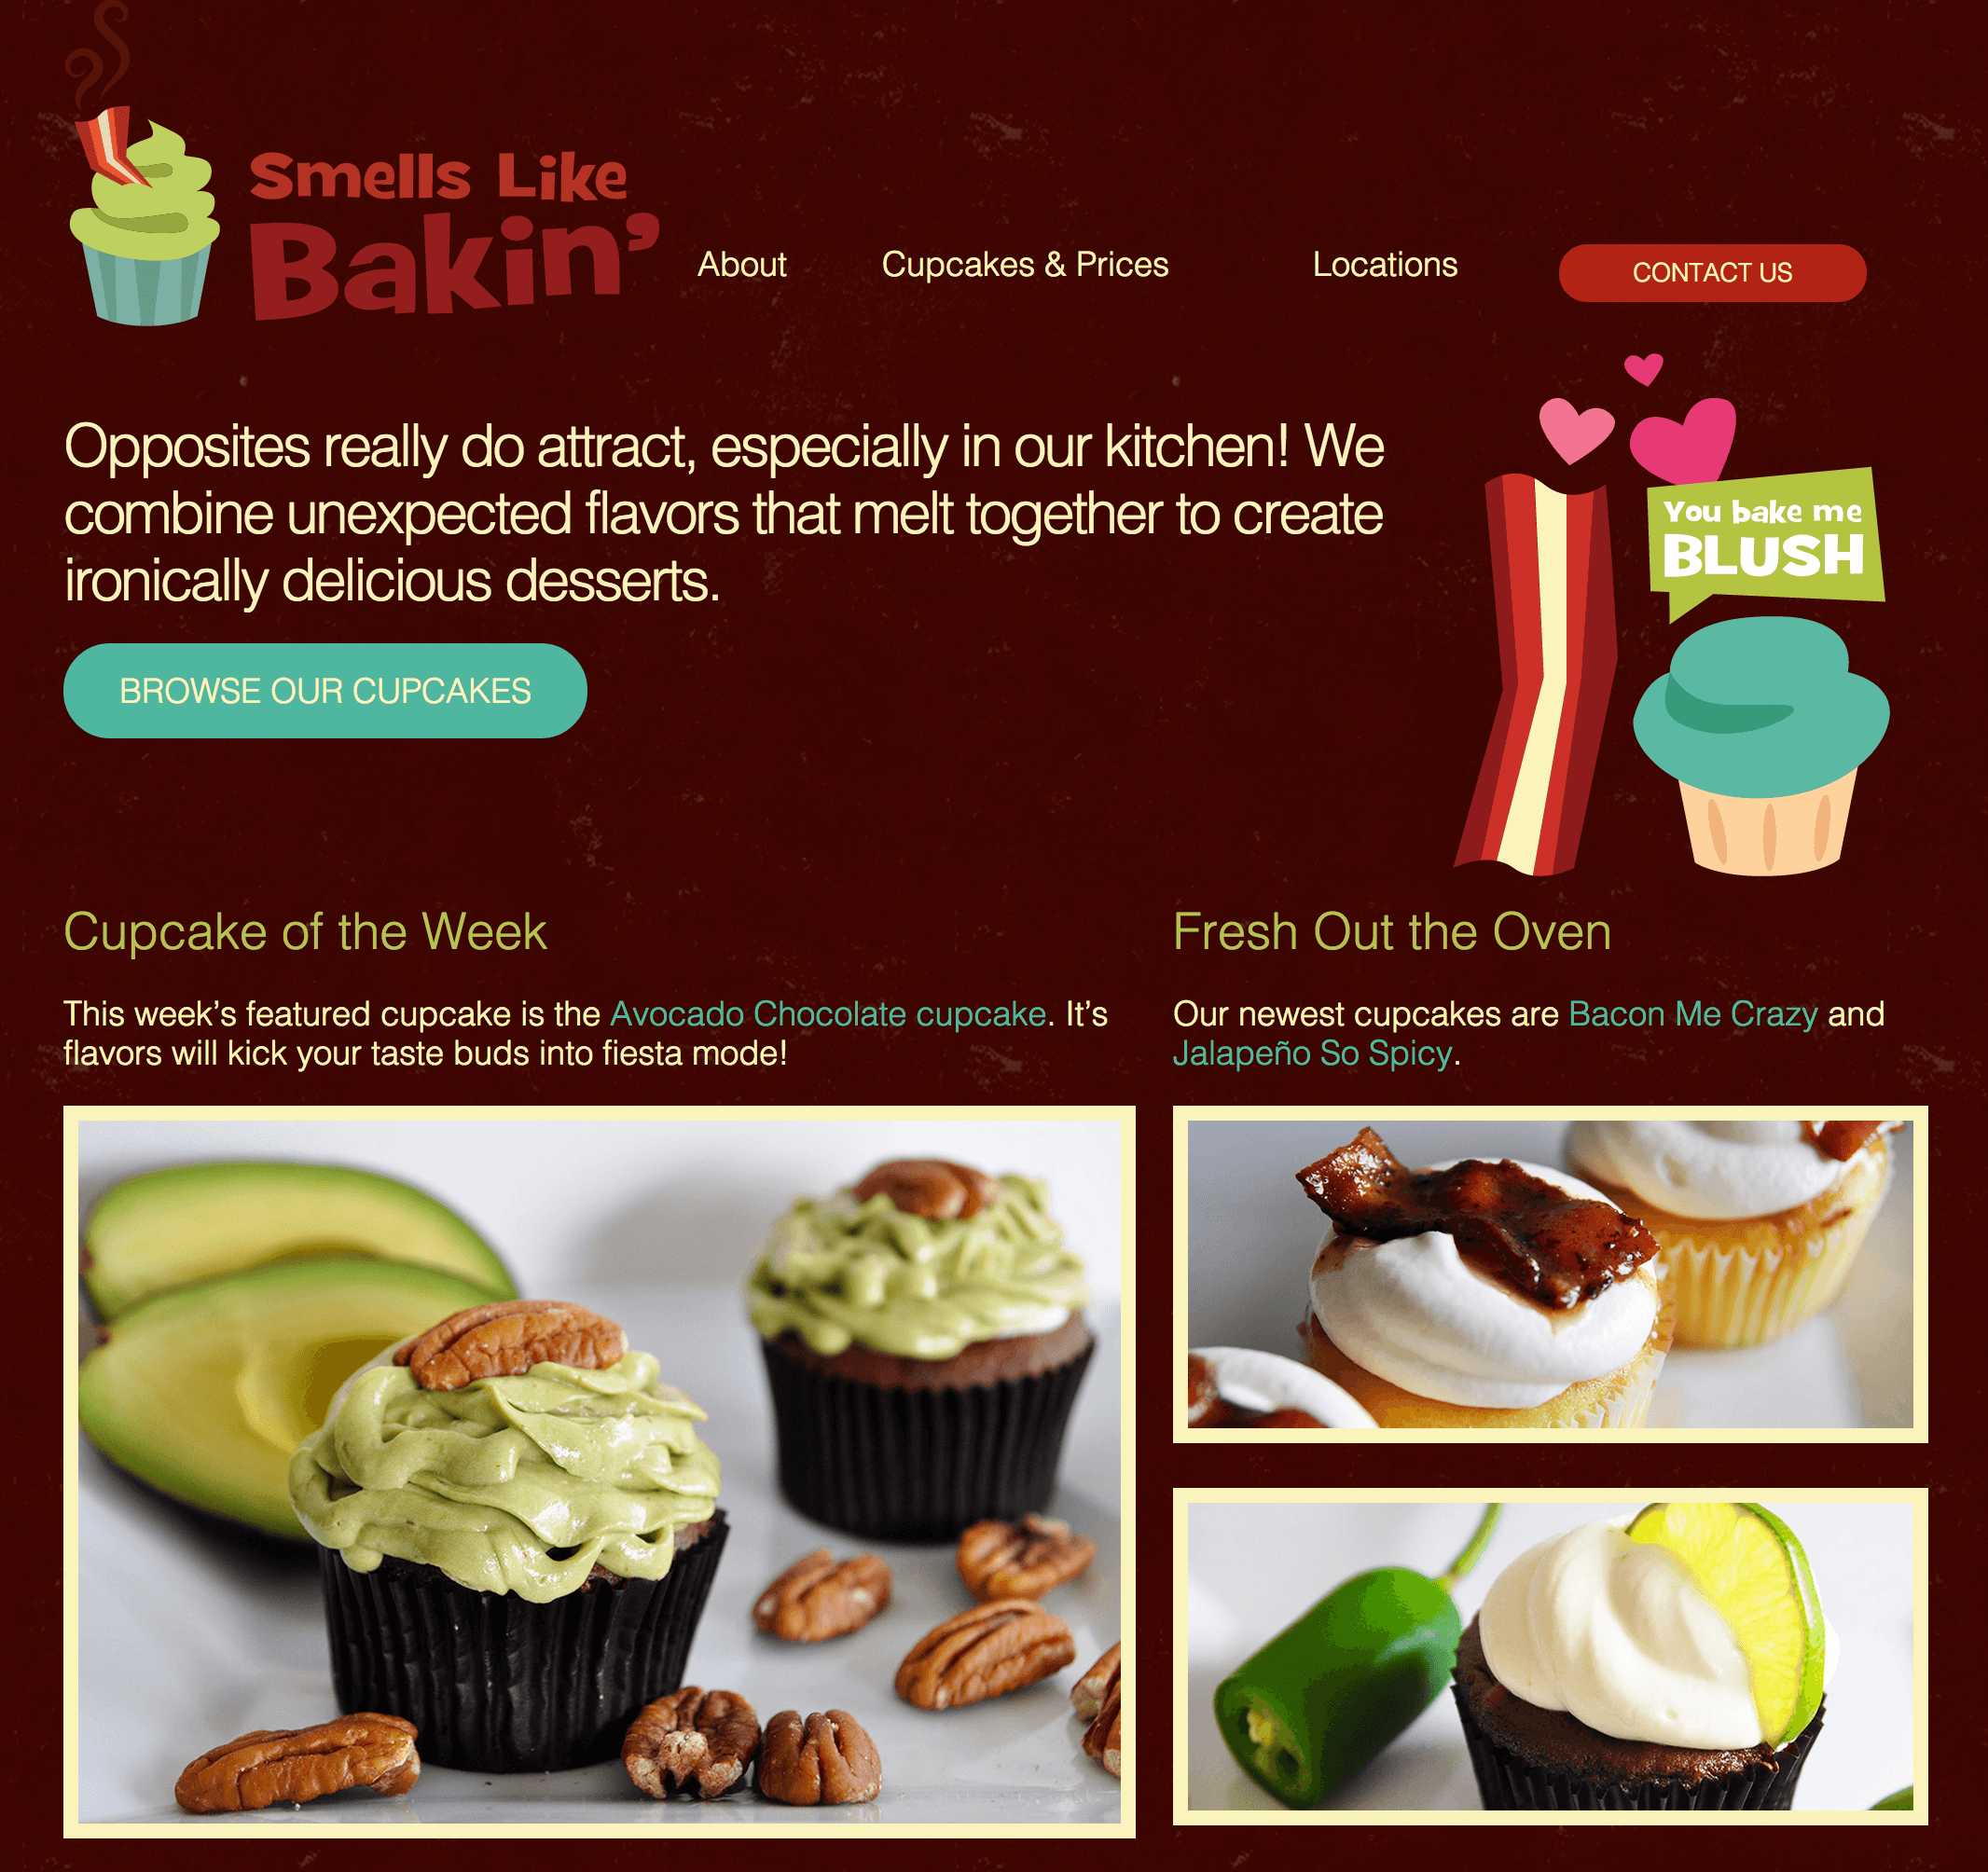 Smells Like
Bakin’
About
Cupcakes & Prices
Locations
CONTACT US
Opposites really do attract, especially in our kitchen! We
combine unexpected flavors that melt together to create
ironically delicious desserts.
You bake me
BLUSH
BROWSE OUR CUPCAKES
Cupcake of the Week
This week’s featured cupcake is the Avocado Chocolate cupcake. It’s
flavors will kick your taste buds into fiesta mode!
Fresh Out the Oven
Our newest cupcakes are Bacon Me Crazy and
Jalapeño So Spicy.